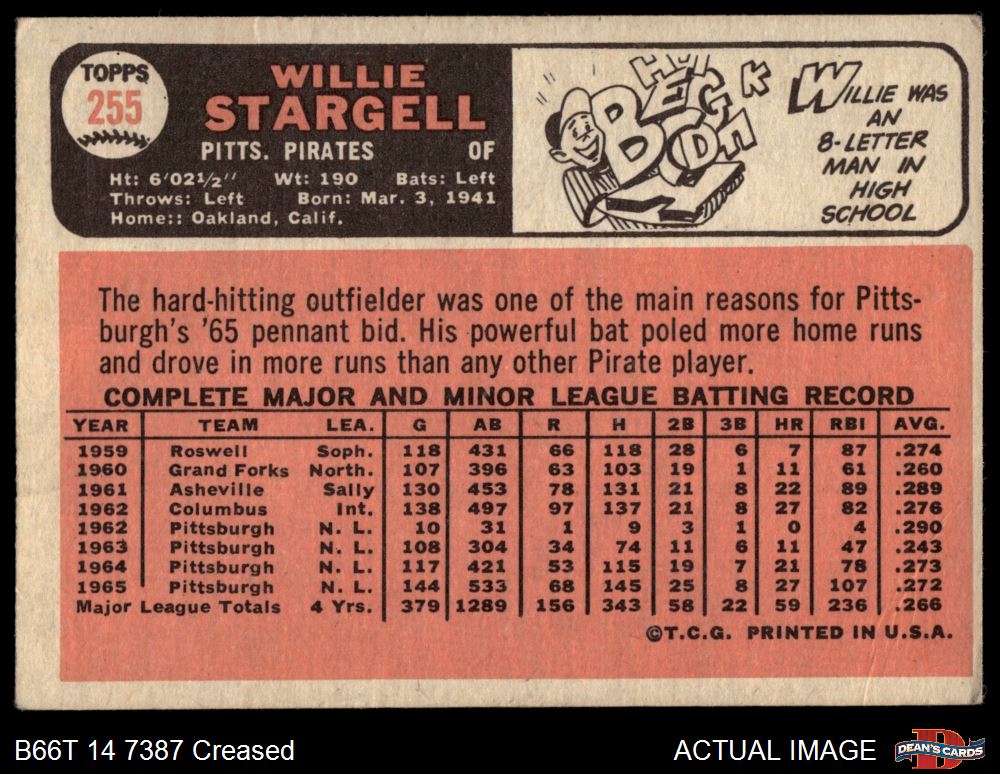 TOPPS
255
WILLIE
STARGELL
PITTS. PIRATES OF
Ht: 6'02½" Wt: 190 Bats: Left
Throws: Left Born: Mar. 3, 1941
Home:: Oakland, Calif.
WILLIE WAS
AN
8-LETTER
MAN IN
HIGH
SCHOOL
The hard-hitting outfielder was one of the main reasons for Pitts-
burgh's '65 pennant bid. His powerful bat poled more home runs
and drove in more runs than any other Pirate player.
COMPLETE MAJOR AND MINOR LEAGUE BATTING RECORD
YEAR TEAM LEA. G AB R H 2B 3B HR RBI AVG.
1959 Roswell Soph. 118 431 66 118 28 6 7 87 .274
1960 Grand Forks North. 107 396 63 103 19 1 11 61 .260
1961 Asheville Sally 130 453 78 131 21 8 22 89 .289
1962 Columbus Int. 138 497 97 137 21 8 27 82 .276
1962 Pittsburgh N. L. 10 31 1 9 3 1 0 4 .290
1963 Pittsburgh N. L. 108 304 34 74 11 6 11 47 .243
1964 Pittsburgh N. L. 117 421 53 115 19 7 21 78 .273
1965 Pittsburgh N. L. 144 533 68 145 25 8 27 107 .272
Major League Totals 4 Yrs. 379 1289 156 343 58 22 59 236 .266
©T.C.G. PRINTED IN U.S.A.
B66T 14 7387 Creased
ACTUAL IMAGE
DEAN'S CARDS